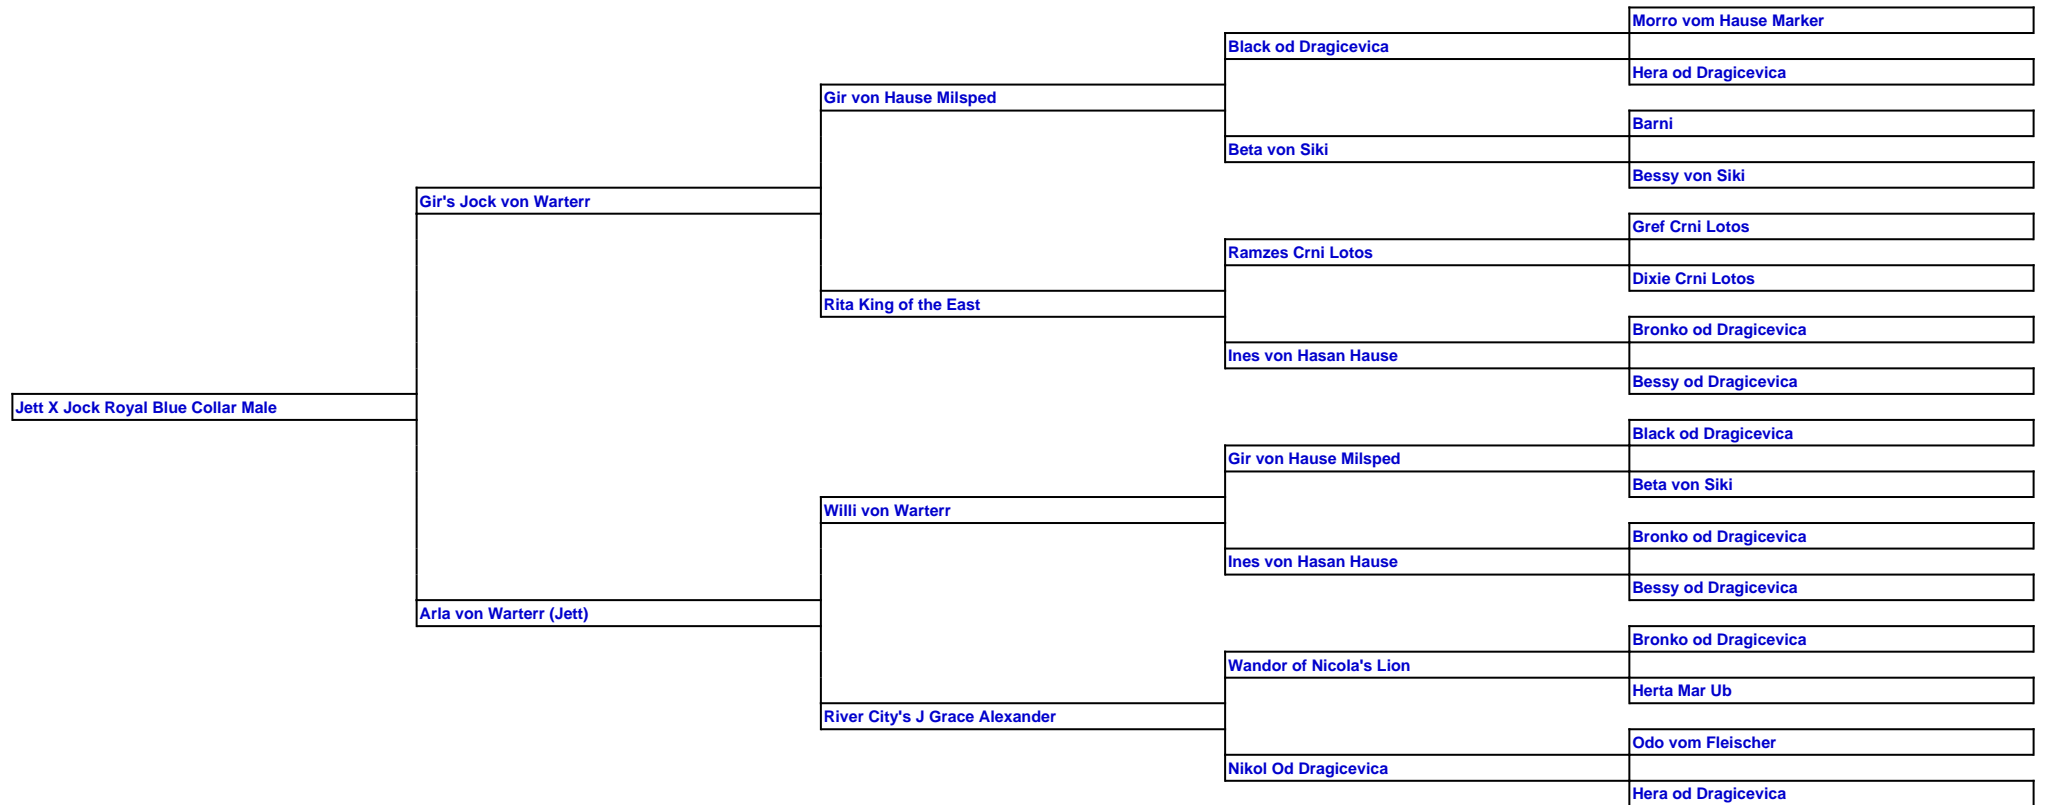 Morro vom Hause Marker
Black od Dragicevica
Hera od Dragicevica
Gir von Hause Milsped
Barni
Beta von Siki
Bessy von Siki
Gir's Jock von Warterr
Gref Crni Lotos
Ramzes Crni Lotos
Dixie Crni Lotos
Rita King of the East
Bronko od Dragicevica
Ines von Hasan Hause
Bessy od Dragicevica
Jett X Jock Royal Blue Collar Male
Black od Dragicevica
Gir von Hause Milsped
Beta von Siki
Willi von Warterr
Bronko od Dragicevica
Ines von Hasan Hause
Bessy od Dragicevica
Arla von Warterr (Jett)
Bronko od Dragicevica
Wandor of Nicola's Lion
Herta Mar Ub
River City's J Grace Alexander
Odo vom Fleischer
Nikol Od Dragicevica
Hera od Dragicevica